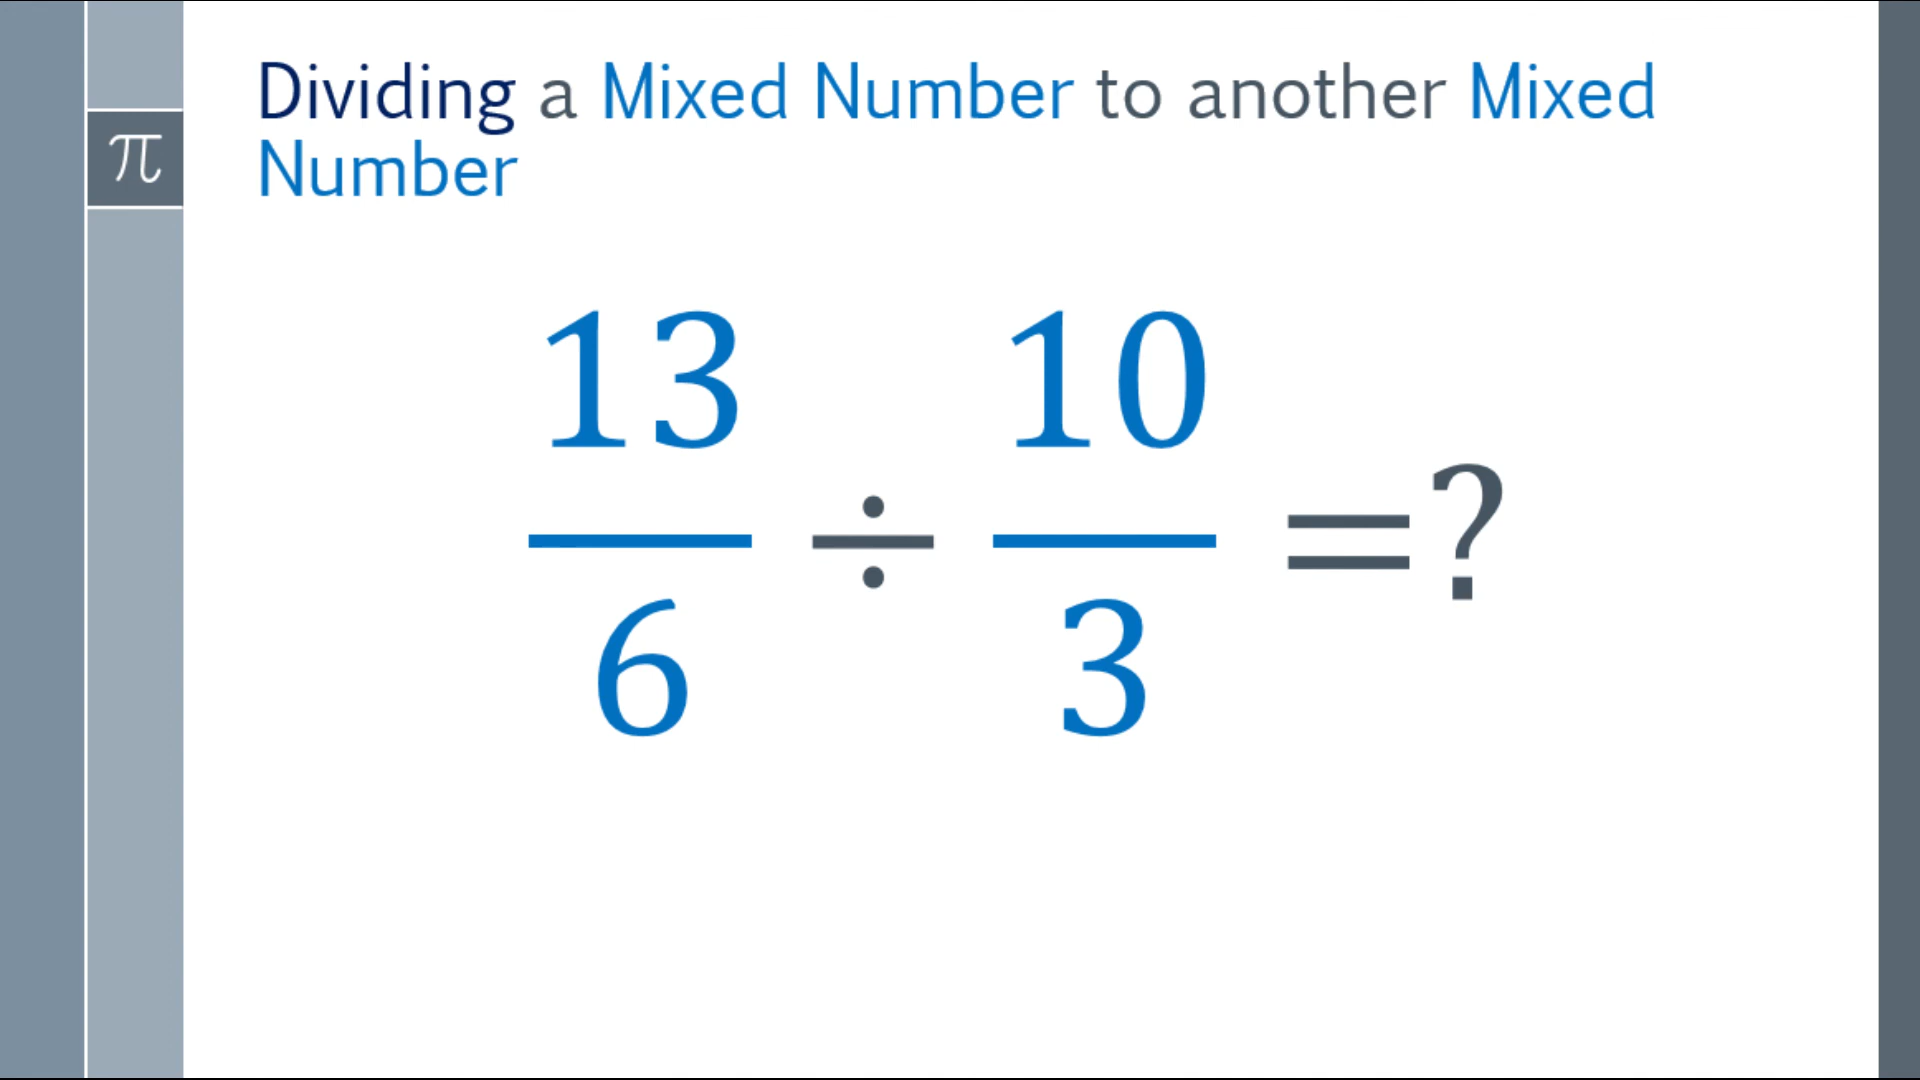 Dividing a Mixed Number to another Mixed
Number
π
13/6 ÷ 10/3 =?